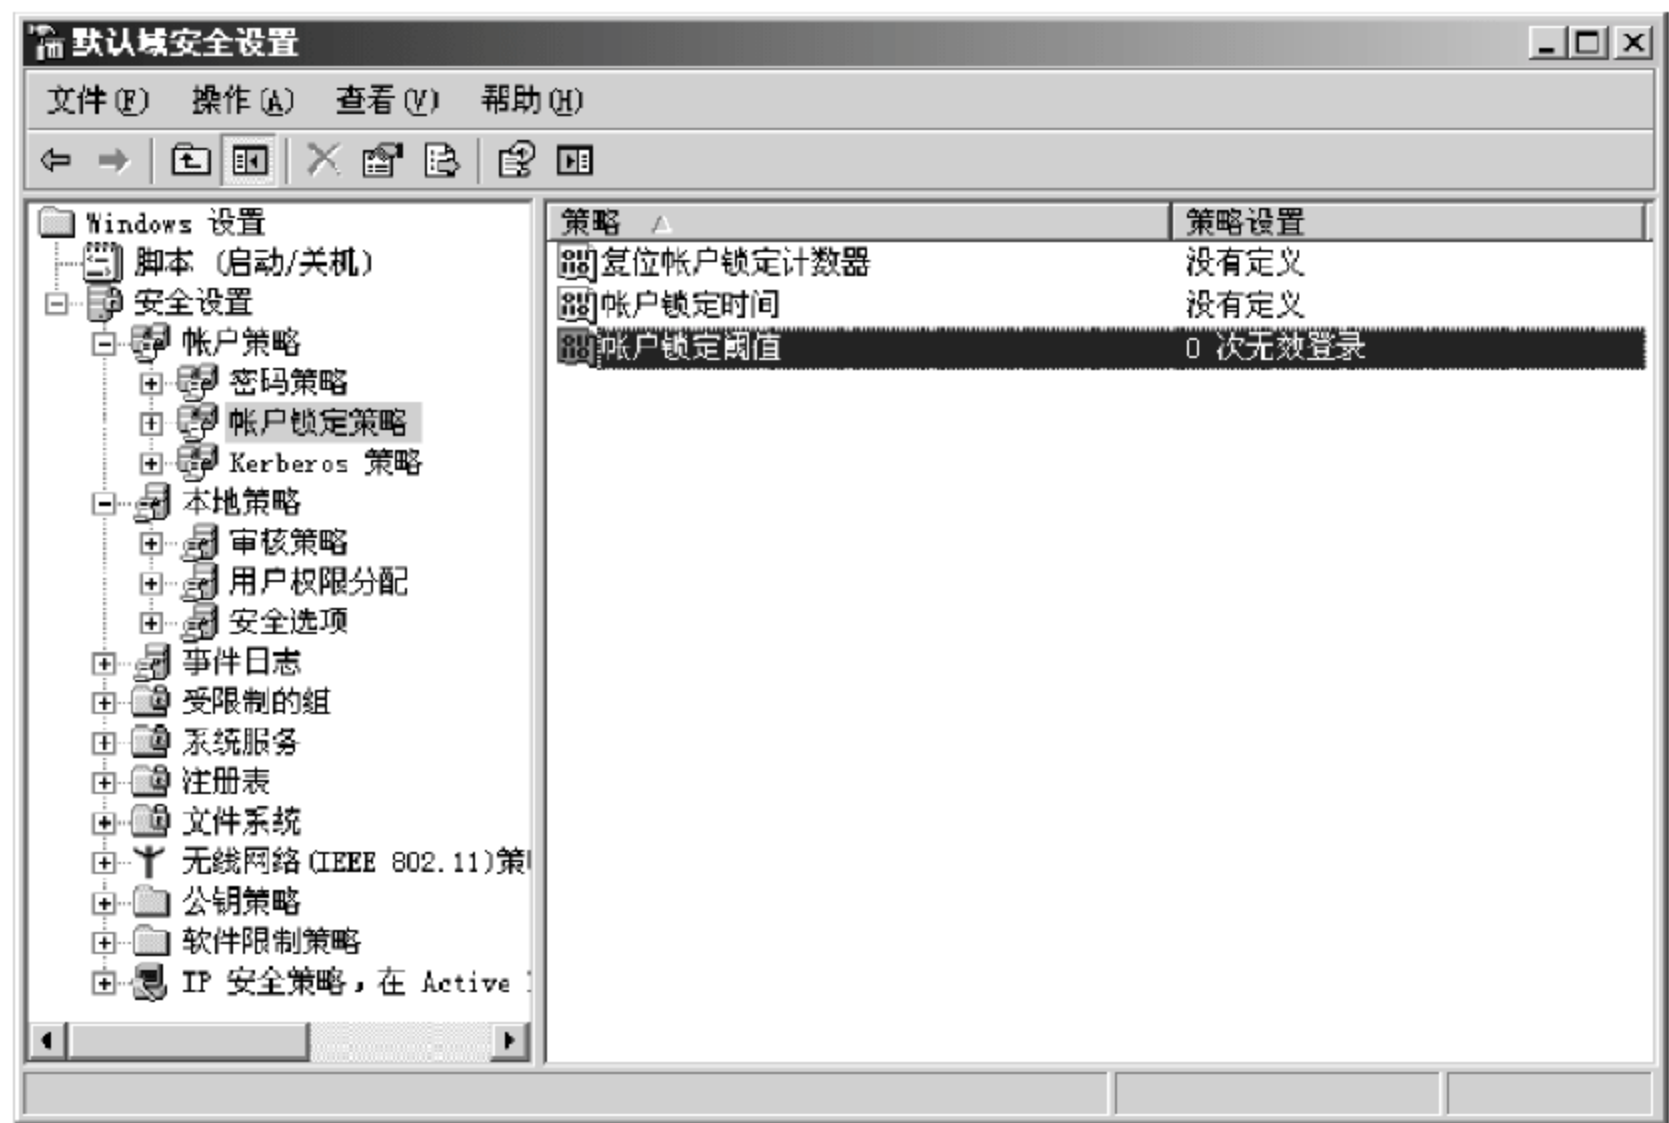 默认域安全设置
文件(F) 操作(A) 查看(V) 帮助(H)
Windows 设置
脚本 (启动/关机)
安全设置
帐户策略
密码策略
帐户锁定策略
Kerberos 策略
本地策略
审核策略
用户权限分配
安全选项
事件日志
受限制的组
系统服务
注册表
文件系统
无线网络(IEEE 802.11)策
公钥策略
软件限制策略
IP 安全策略，在 Active
策略 策略设置
复位帐户锁定计数器 没有定义
帐户锁定时间 没有定义
帐户锁定阈值 0 次无效登录